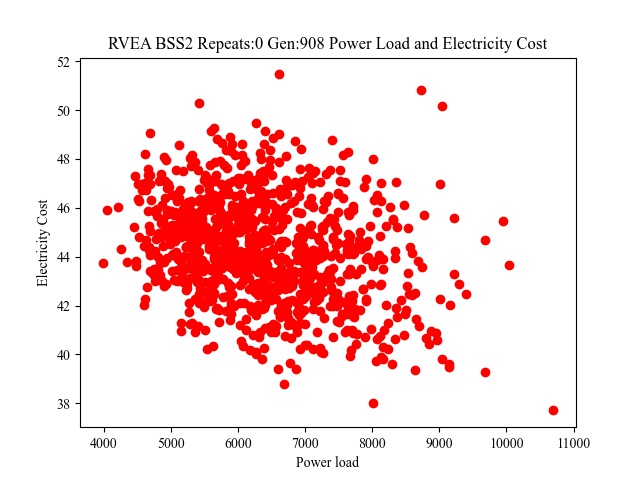 RVEA BSS2 Repeats:0 Gen:908 Power Load and Electricity Cost
52
50
48
46
44
42
40
38
Electricity Cost
4000 5000 6000 7000 8000 9000 10000 11000
Power load